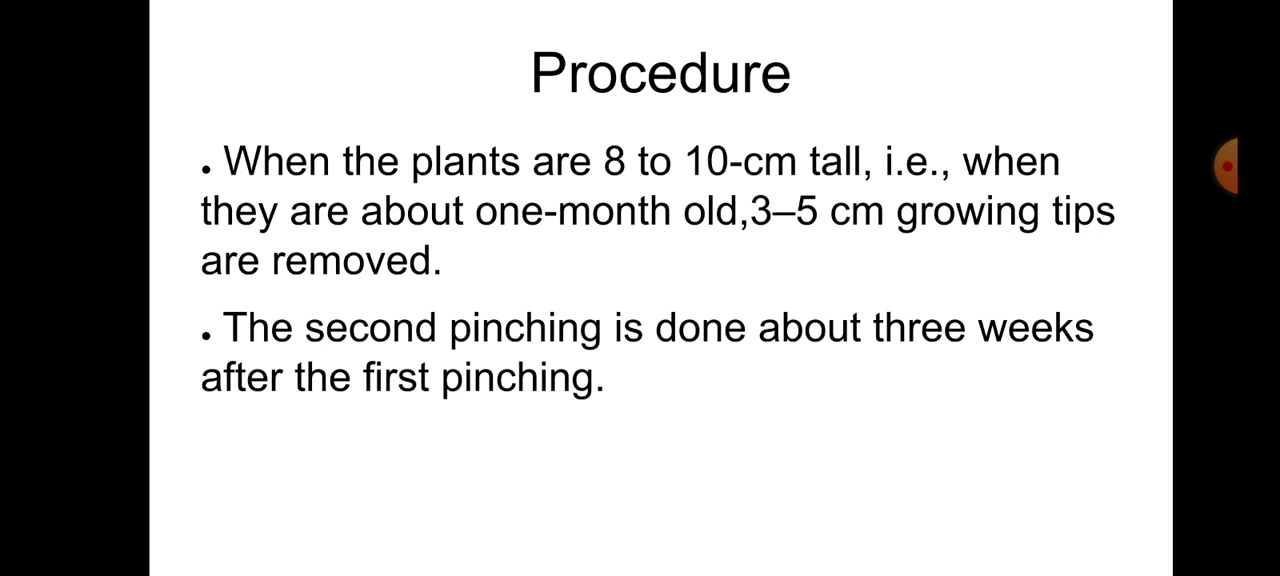 Procedure
. When the plants are 8 to 10-cm tall, i.e., when
they are about one-month old,3–5 cm growing tips
are removed.
. The second pinching is done about three weeks
after the first pinching.